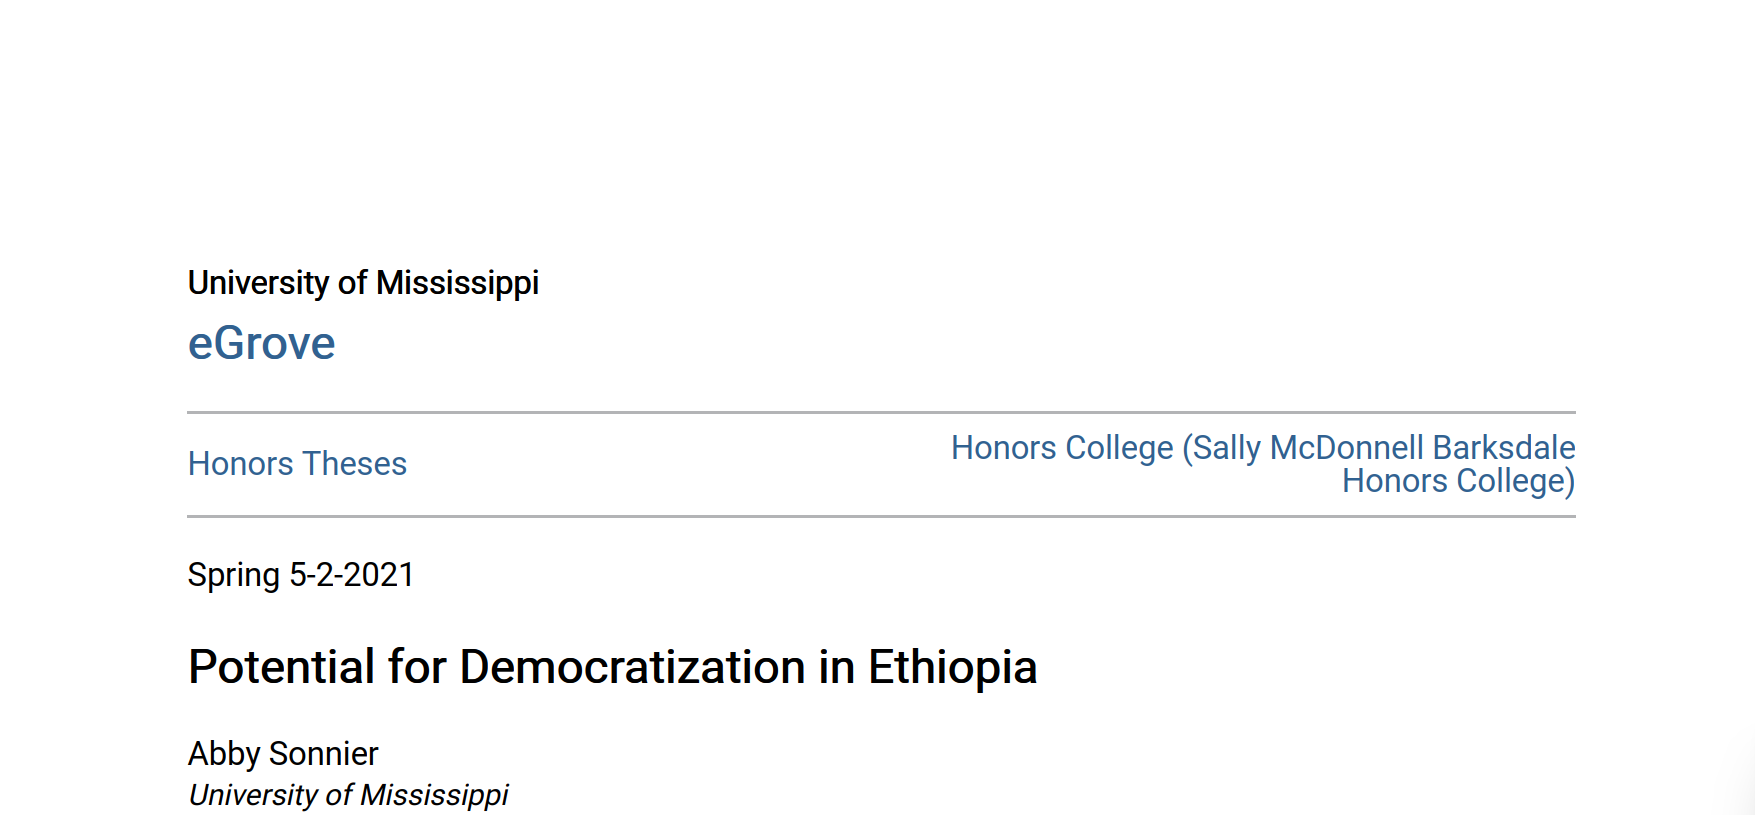 University of Mississippi
eGrove
Honors Theses
Honors College (Sally McDonnell Barksdale
Honors College)
Spring 5-2-2021
Potential for Democratization in Ethiopia
Abby Sonnier
University of Mississippi